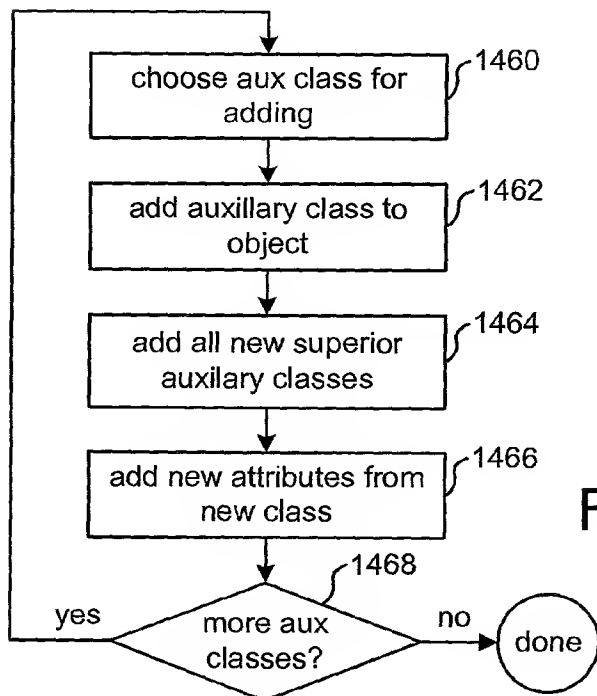 choose aux class for
adding
1460
add auxillary class to
object
1462
add all new superior
auxilary classes
1464
add new attributes from
new class
1466
1468
yes
more aux
classes?
no
done
F